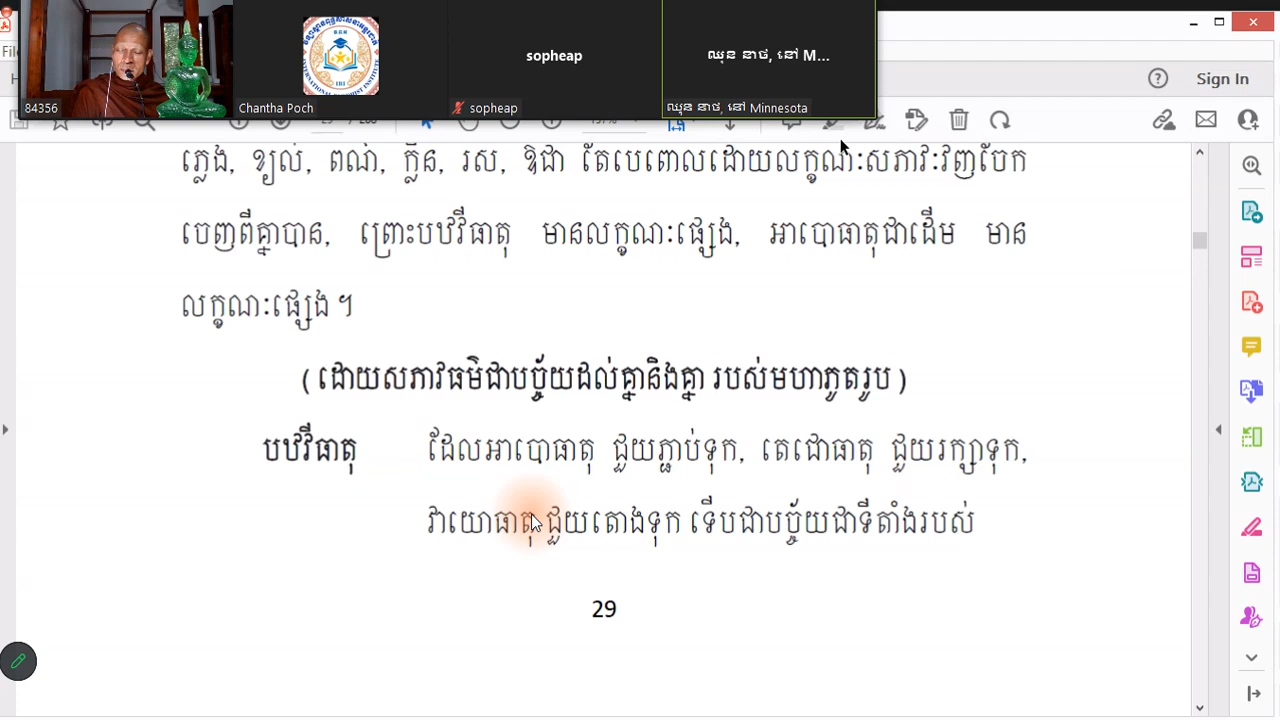 sopheap
ឈុន នាថ, នៅ M...
84356
Chantha Poch
sopheap
ឈុន នាថ, នៅ Minnesota
Sign In
ភ្លើង, ខ្យល់, ពណ៌, ក្លិន, រស, ឱជា តែបេពោលដោយលក្ខណៈសភាវៈវិញចែក
ចេញពីគ្នាបាន, ព្រោះបឋវីធាតុ មានលក្ខណៈផ្សេង, អាបោធាតុជាដើម មាន
លក្ខណៈផ្សេង។
( ដោយសភាវធម៌ជាបច្ច័យដល់គ្នានិងគ្នា របស់មហាភូតរូប )
បឋវីធាតុ ដែលអាបោធាតុ ជួយភ្ជាប់ទុក, តេជោធាតុ ជួយរក្សាទុក,
វាយោធាតុ ជួយតោងទុក ទើបជាបច្ច័យជាទីតាំងរបស់
29